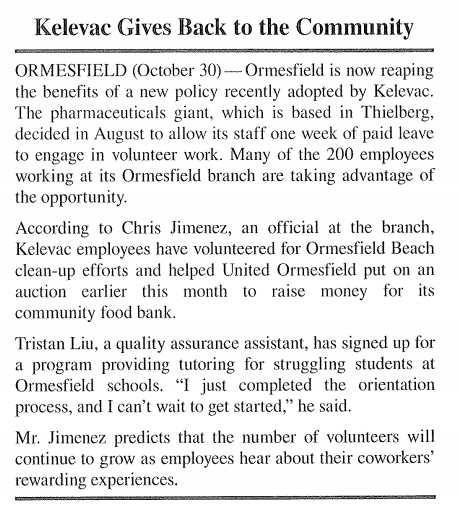 Kelevac Gives Back to the Community
ORMESFIELD (October 30)—Ormesfield is now reaping
the benefits of a new policy recently adopted by Kelevac.
The pharmaceuticals giant, which is based in Thielberg,
decided in August to allow its staff one week of paid leave
to engage in volunteer work. Many of the 200 employees
working at its Ormesfield branch are taking advantage of
the opportunity.
According to Chris Jimenez, an official at the branch,
Kelevac employees have volunteered for Ormesfield Beach
clean-up efforts and helped United Ormesfield put on an
auction earlier this month to raise money for its
community food bank.
Tristan Liu, a quality assurance assistant, has signed up for
a program providing tutoring for struggling students at
Ormesfield schools. “I just completed the orientation
process, and I can’t wait to get started,” he said.
Mr. Jimenez predicts that the number of volunteers will
continue to grow as employees hear about their coworkers’
rewarding experiences.